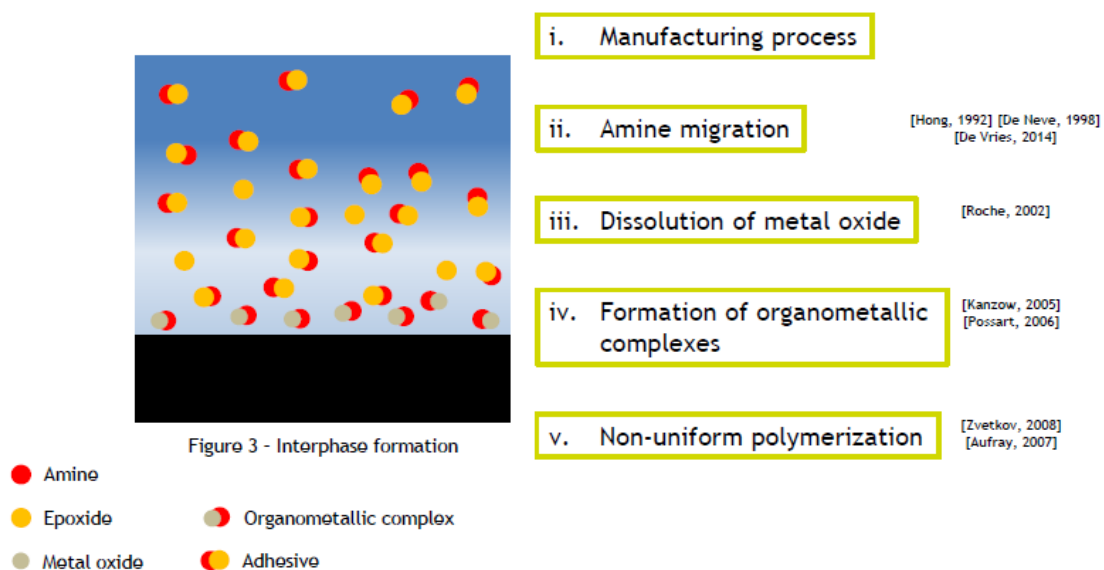 i. Manufacturing process
ii. Amine migration
[Hong, 1992] [De Neve, 1998]
[De Vries, 2014]
iii. Dissolution of metal oxide
[Roche, 2002]
iv. Formation of organometallic
complexes
[Kanzow, 2005]
[Possart, 2006]
v. Non-uniform polymerization
[Zvetkov, 2008]
[Aufray, 2007]
Figure 3 – Interphase formation
Amine
Epoxide
Organometallic complex
Metal oxide
Adhesive